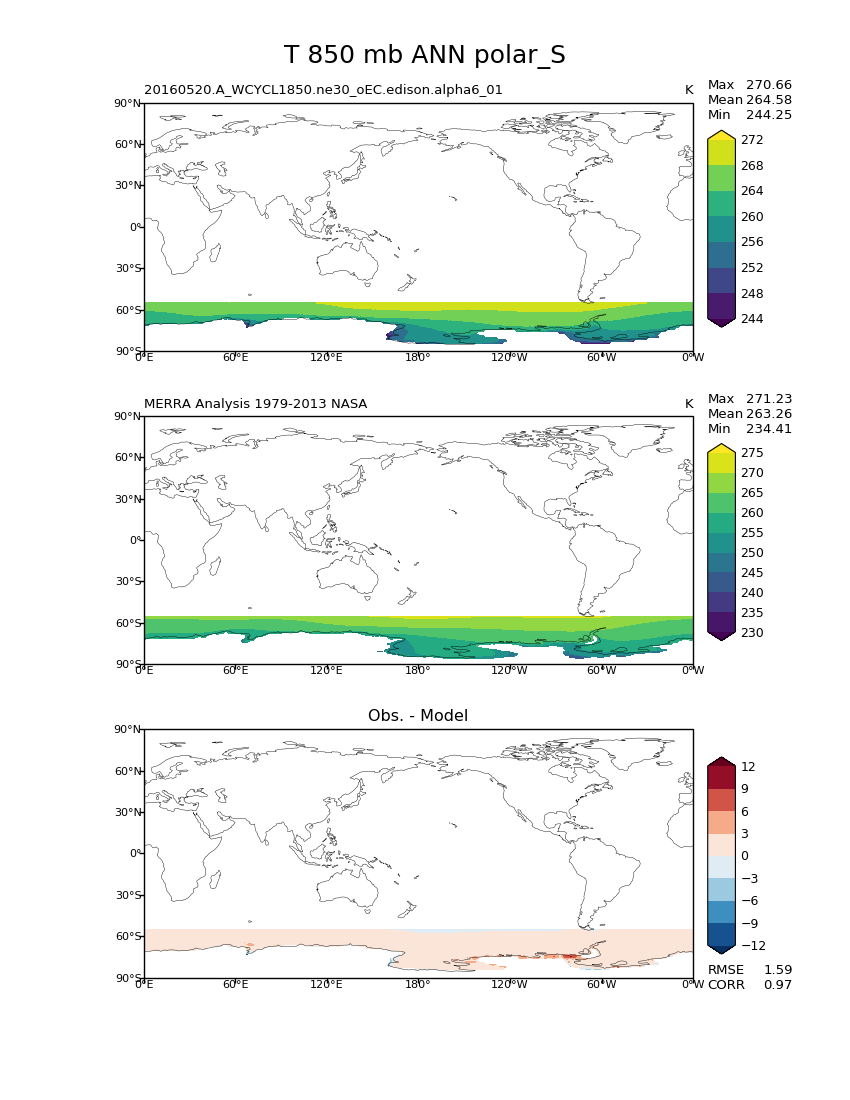 T 850 mb ANN polar_S
20160520.A_WCYCL1850.ne30_oEC.edison.alpha6_01 K
Max 270.66
Mean 264.58
Min 244.25
90°N
60°N
30°N
0°
30°S
60°S
90°S
0°E 60°E 120°E 180° 120°W 60°W 0°W
272
268
264
260
256
252
248
244
MERRA Analysis 1979-2013 NASA K
Max 271.23
Mean 263.26
Min 234.41
90°N
60°N
30°N
0°
30°S
60°S
90°S
0°E 60°E 120°E 180° 120°W 60°W 0°W
275
270
265
260
255
250
245
240
235
230
Obs. - Model
90°N
60°N
30°N
0°
30°S
60°S
90°S
0°E 60°E 120°E 180° 120°W 60°W 0°W
12
9
6
3
0
−3
−6
−9
−12
RMSE 1.59
CORR 0.97